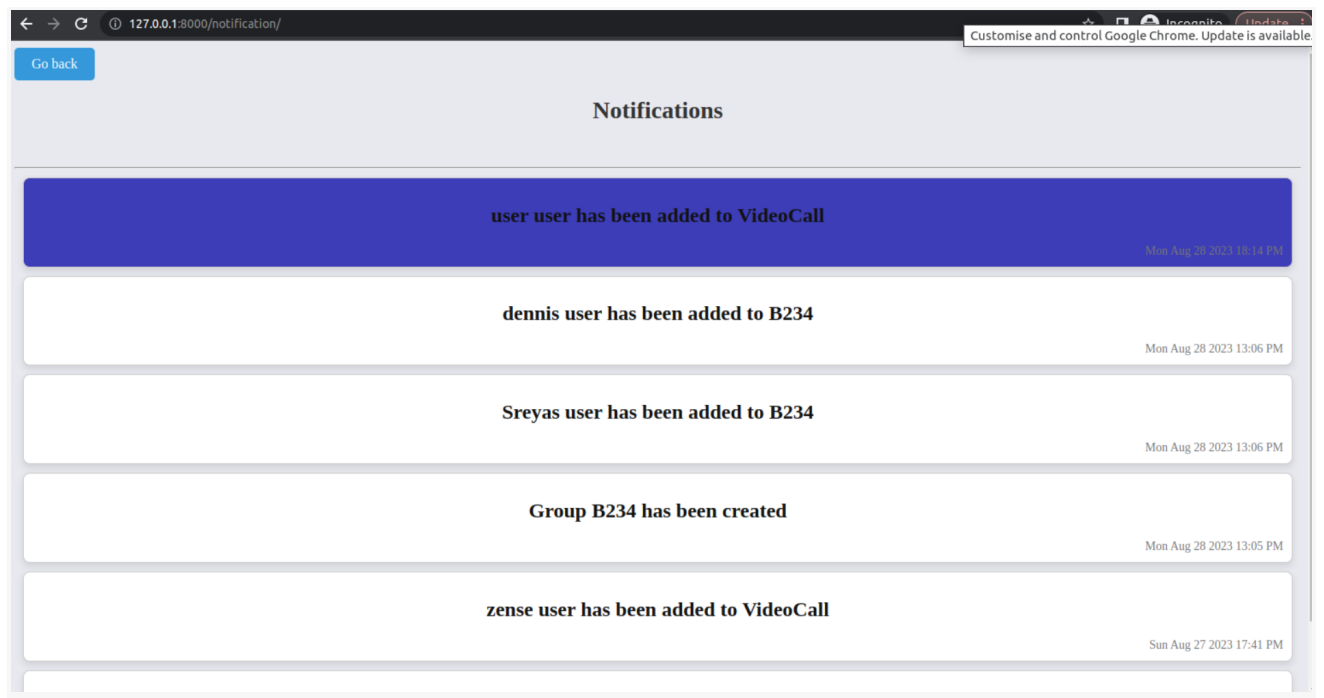 127.0.0.1:8000/notification/
Incognito
Update
Customise and control Google Chrome. Update is available.
Go back
Notifications
user user has been added to VideoCall
Mon Aug 28 2023 18:14 PM
dennis user has been added to B234
Mon Aug 28 2023 13:06 PM
Sreyas user has been added to B234
Mon Aug 28 2023 13:06 PM
Group B234 has been created
Mon Aug 28 2023 13:05 PM
zense user has been added to VideoCall
Sun Aug 27 2023 17:41 PM